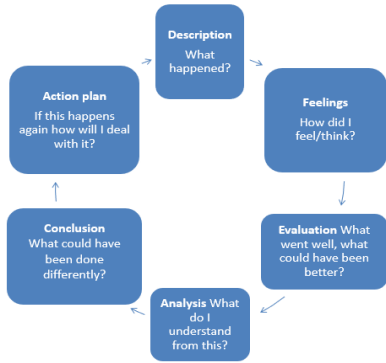 Description
What
happened?
Feelings
How did I
feel/think?
Evaluation What
went well, what
could have been
better?
Analysis What
do I
understand
from this?
Conclusion
What could have
been done
differently?
Action plan
If this happens
again how will I deal
with it?